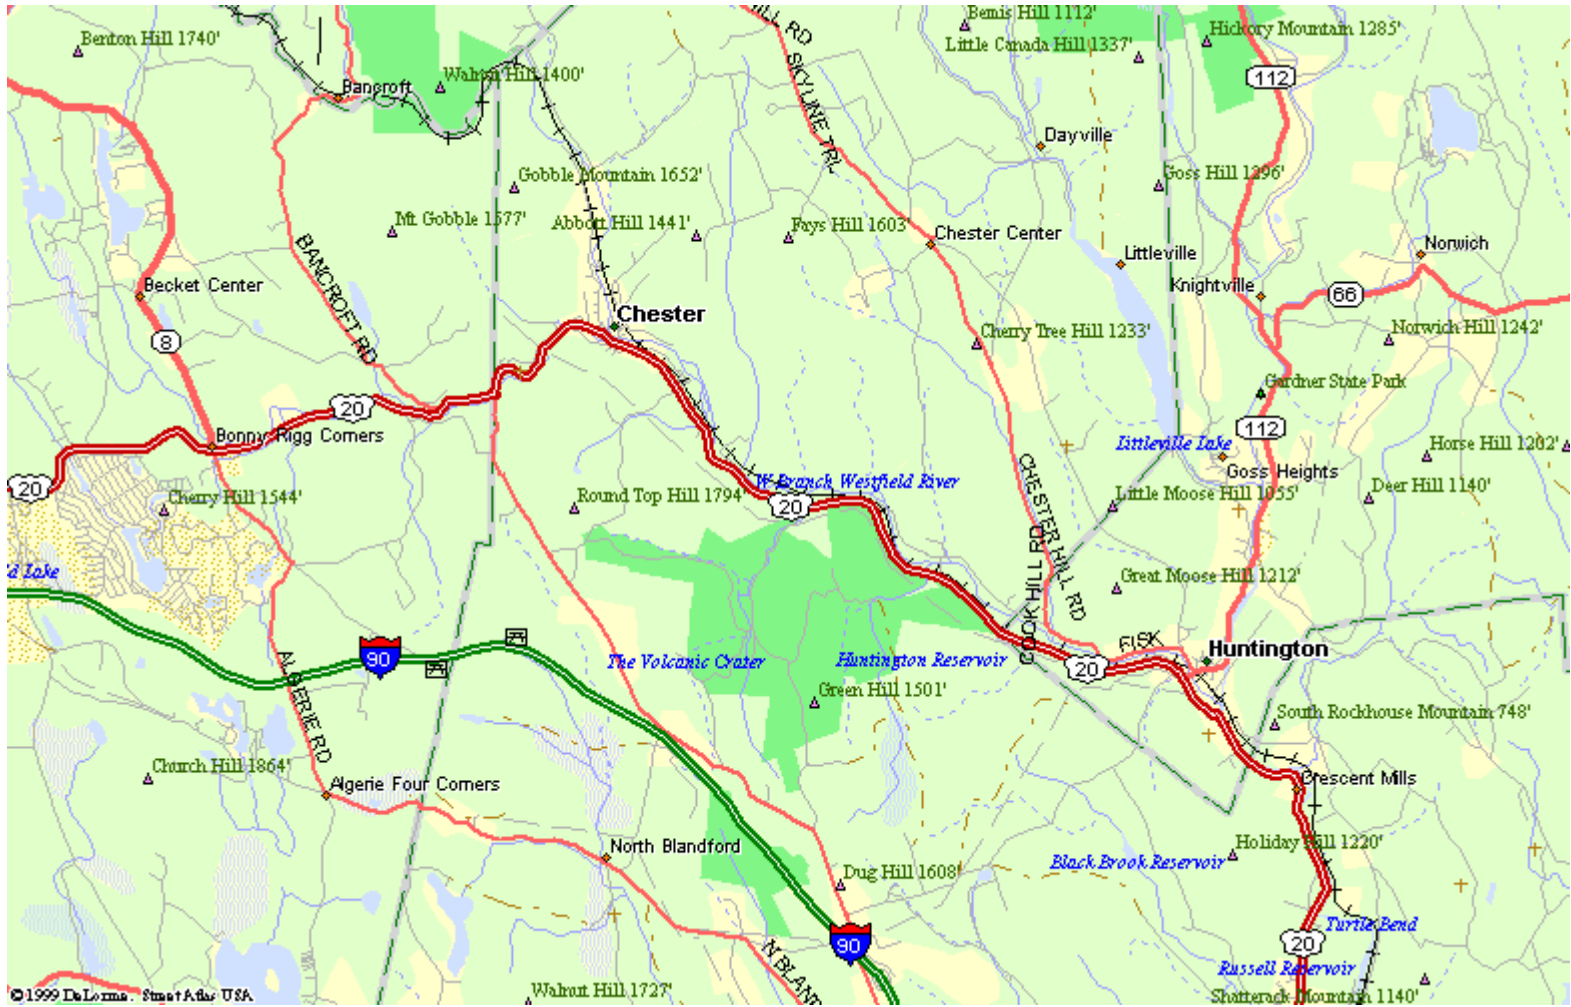 Benton Hill 1740'
HILL RD
Bemis Hill 1112'
Hickory Mountain 1285'
Little Canada Hill 1337'
Walnut Hill 1400'
Bancroft
112
SKYLINE TRL
Dayville
Gobble Mountain 1652'
Goss Hill 1296'
Mt Gobble 1577'
Abbott Hill 1441'
Fays Hill 1603'
Chester Center
Littleville
Norwich
BANCROFT RD
Becket Center
Knightville
66
Chester
8
Cherry Tree Hill 1233'
Norwich Hill 1242'
Gardner State Park
20
112
Bonny Rigg Corners
Littleville Lake
Horse Hill 1202'
Goss Heights
20
Cherry Hill 1544'
Round Top Hill 1794'
W Branch Westfield River
20
CHESTER HILL RD
Little Moose Hill 1055'
Deer Hill 1140'
d Lake
COOK HILL RD
Great Moose Hill 1212'
90
ALGERIE RD
The Volcanic Crater
Huntington Reservoir
20
FISK
Huntington
Green Hill 1501'
South Rockhouse Mountain 748'
Church Hill 1864'
Algerie Four Corners
Crescent Mills
North Blandford
Holiday Hill 1220'
Black Brook Reservoir
Dug Hill 1608'
Turtle Bend
90
20
N BLAN
Russell Reservoir
©1999 DeLorme. Street Atlas USA
Walnut Hill 1727'
Shatterack Mountain 1140'